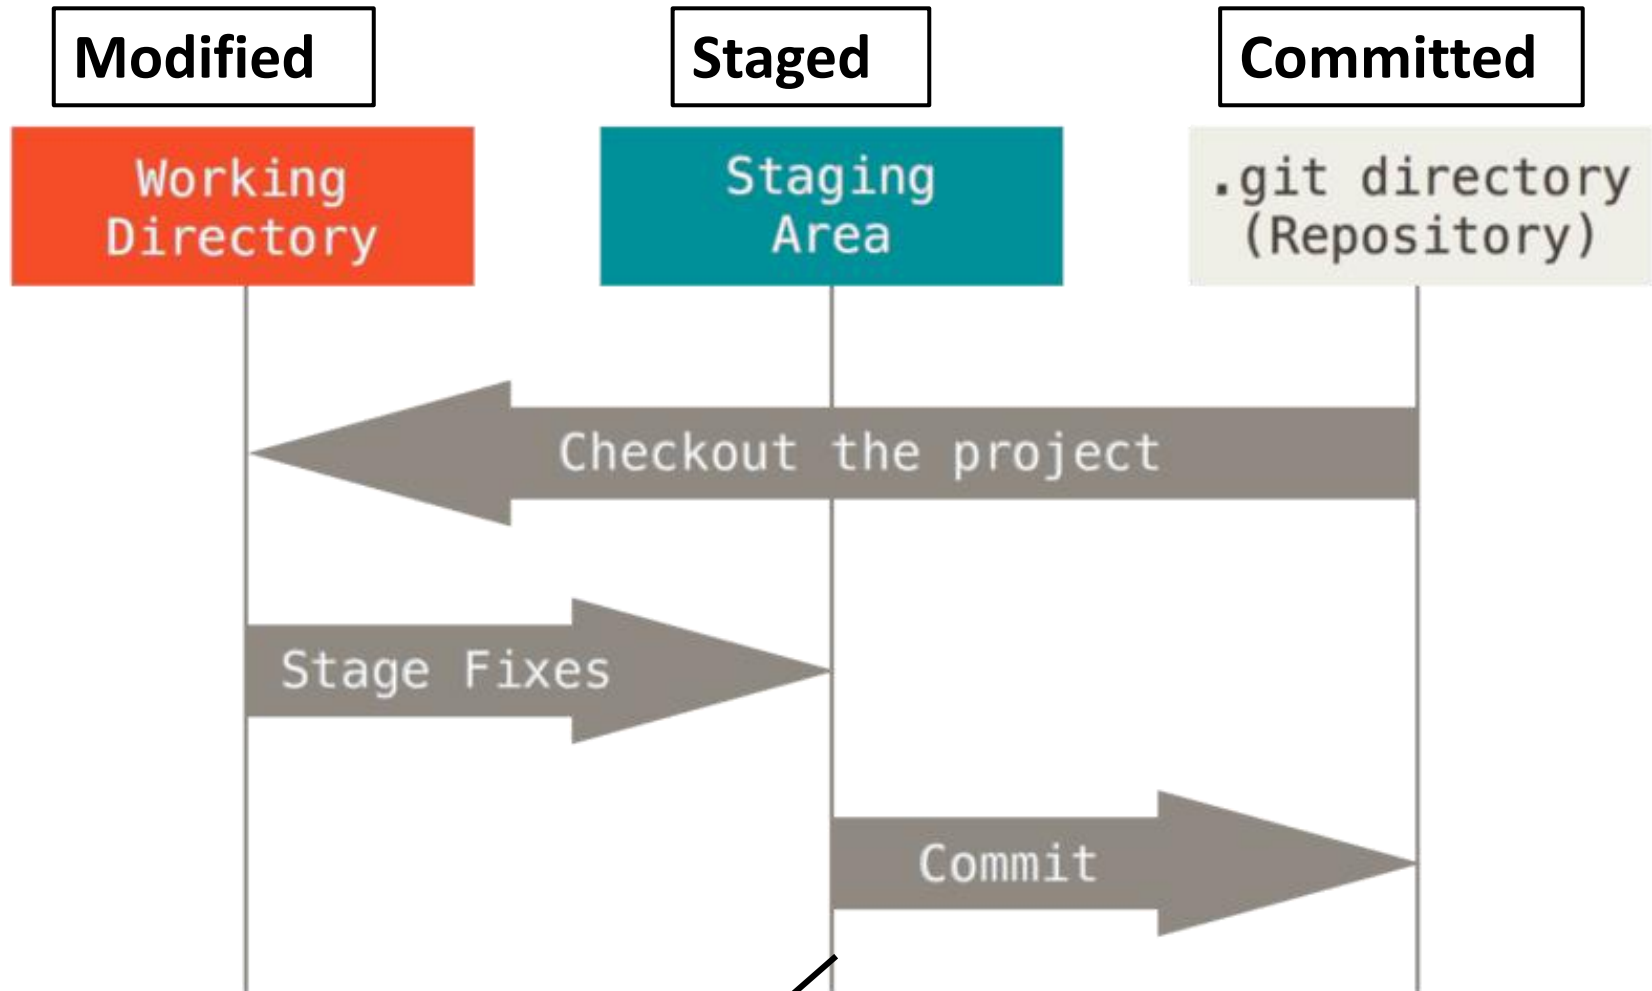 Modified
Staged
Committed
Working
Directory
Staging
Area
.git directory
(Repository)
Checkout the project
Stage Fixes
Commit